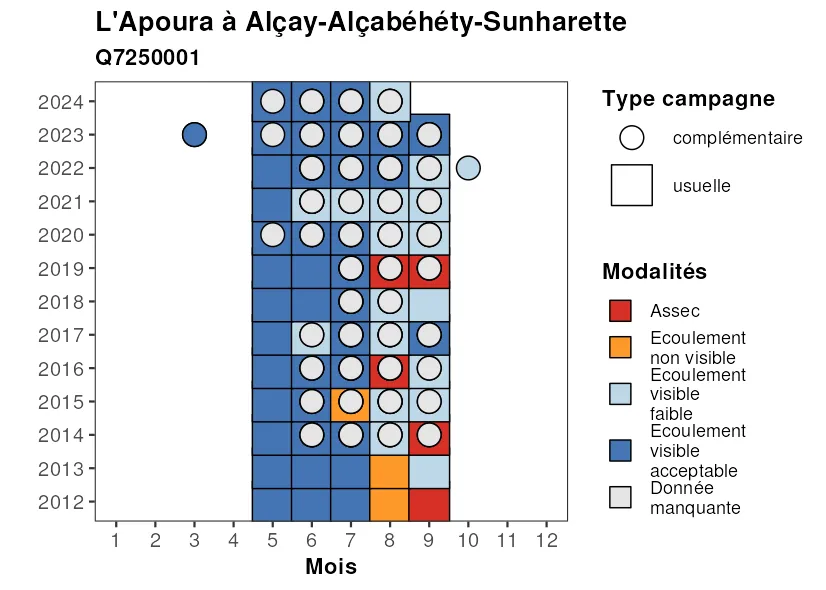 L'Apoura à Alçay-Alçabéhéty-Sunharette
Q7250001
2024
2023
2022
2021
2020
2019
2018
2017
2016
2015
2014
2013
2012
1 2 3 4 5 6 7 8 9 10 11 12
Mois
Type campagne
complémentaire
usuelle
Modalités
Assec
Ecoulement
non visible
Ecoulement
visible
faible
Ecoulement
visible
acceptable
Donnée
manquante